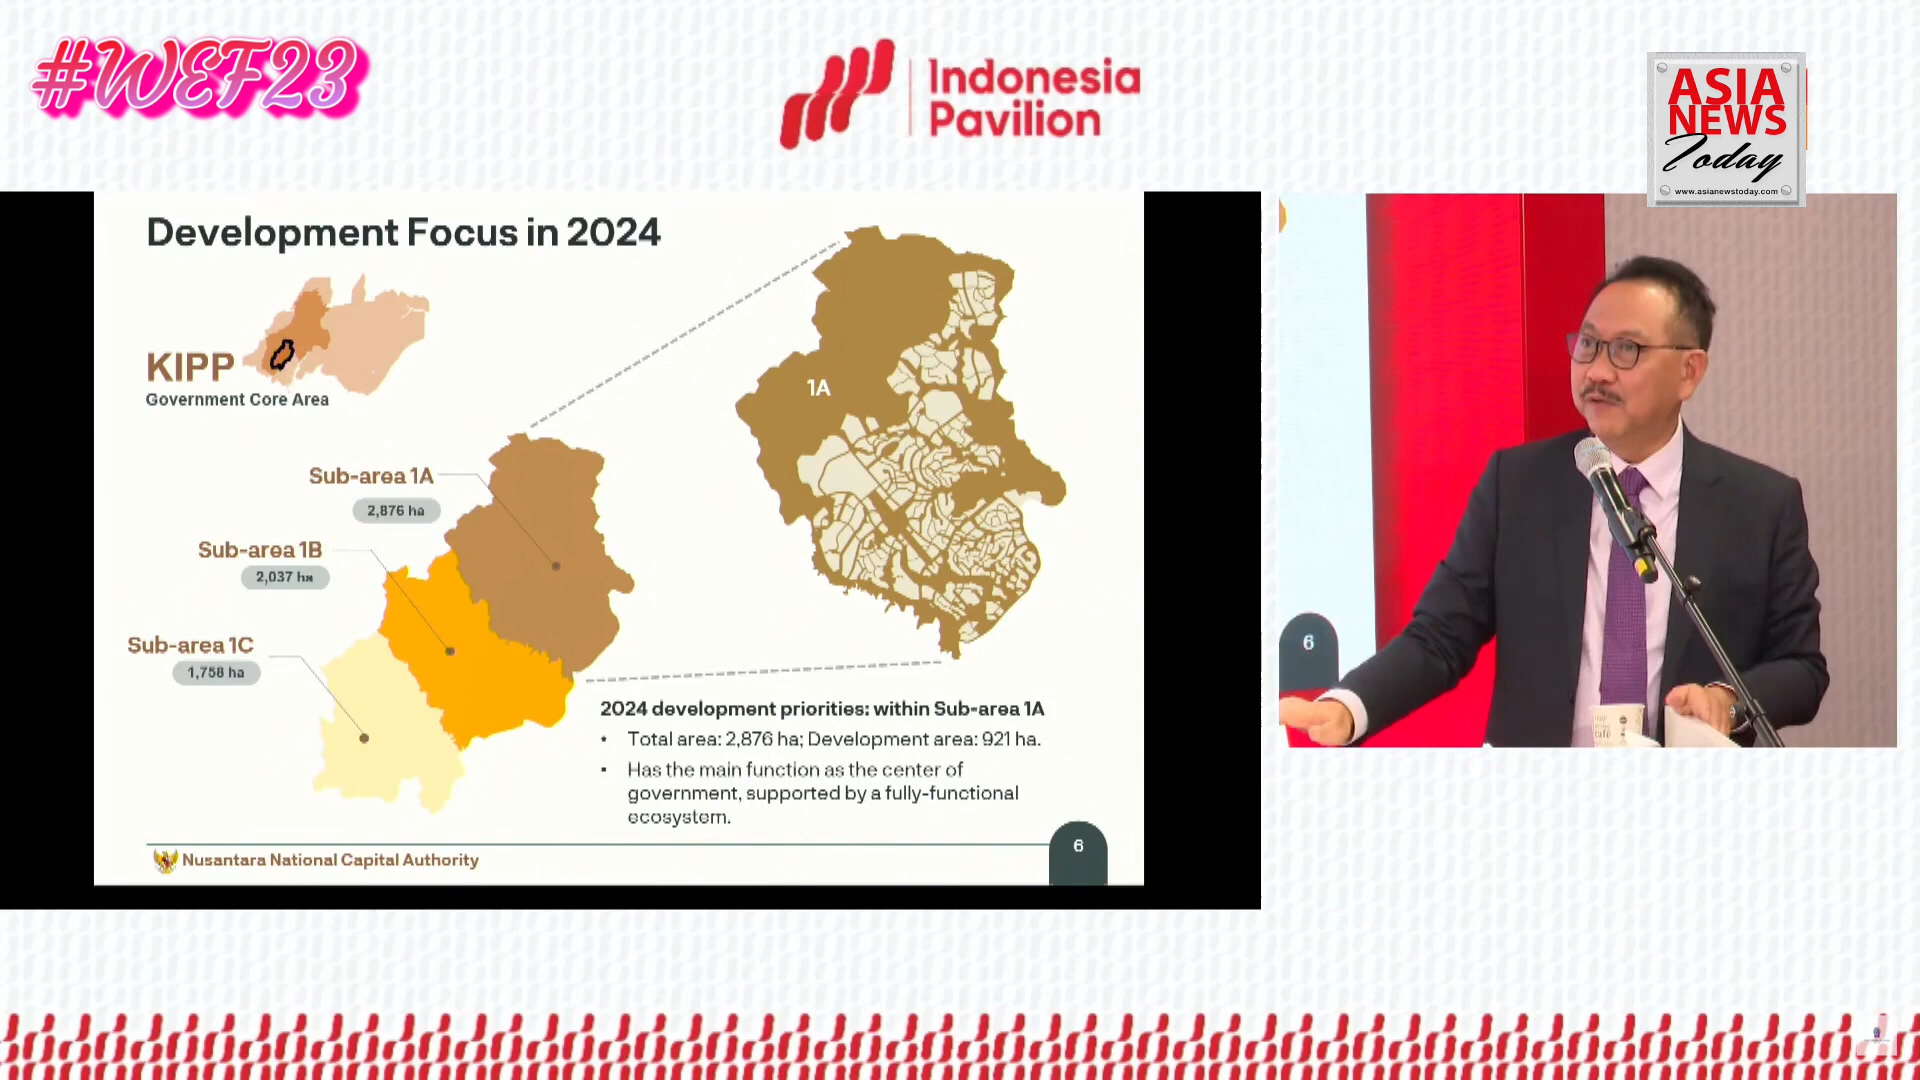 #WEF23
Indonesia
Pavilion
ASIA
NEWS
Today
www.asianewstoday.com
Development Focus in 2024
KIPP
Government Core Area
1A
Sub-area 1A
2,876 ha
Sub-area 1B
2,037 ha
Sub-area 1C
1,758 ha
2024 development priorities: within Sub-area 1A
• Total area: 2,876 ha; Development area: 921 ha.
• Has the main function as the center of
government, supported by a fully-functional
ecosystem.
Nusantara National Capital Authority
6
6